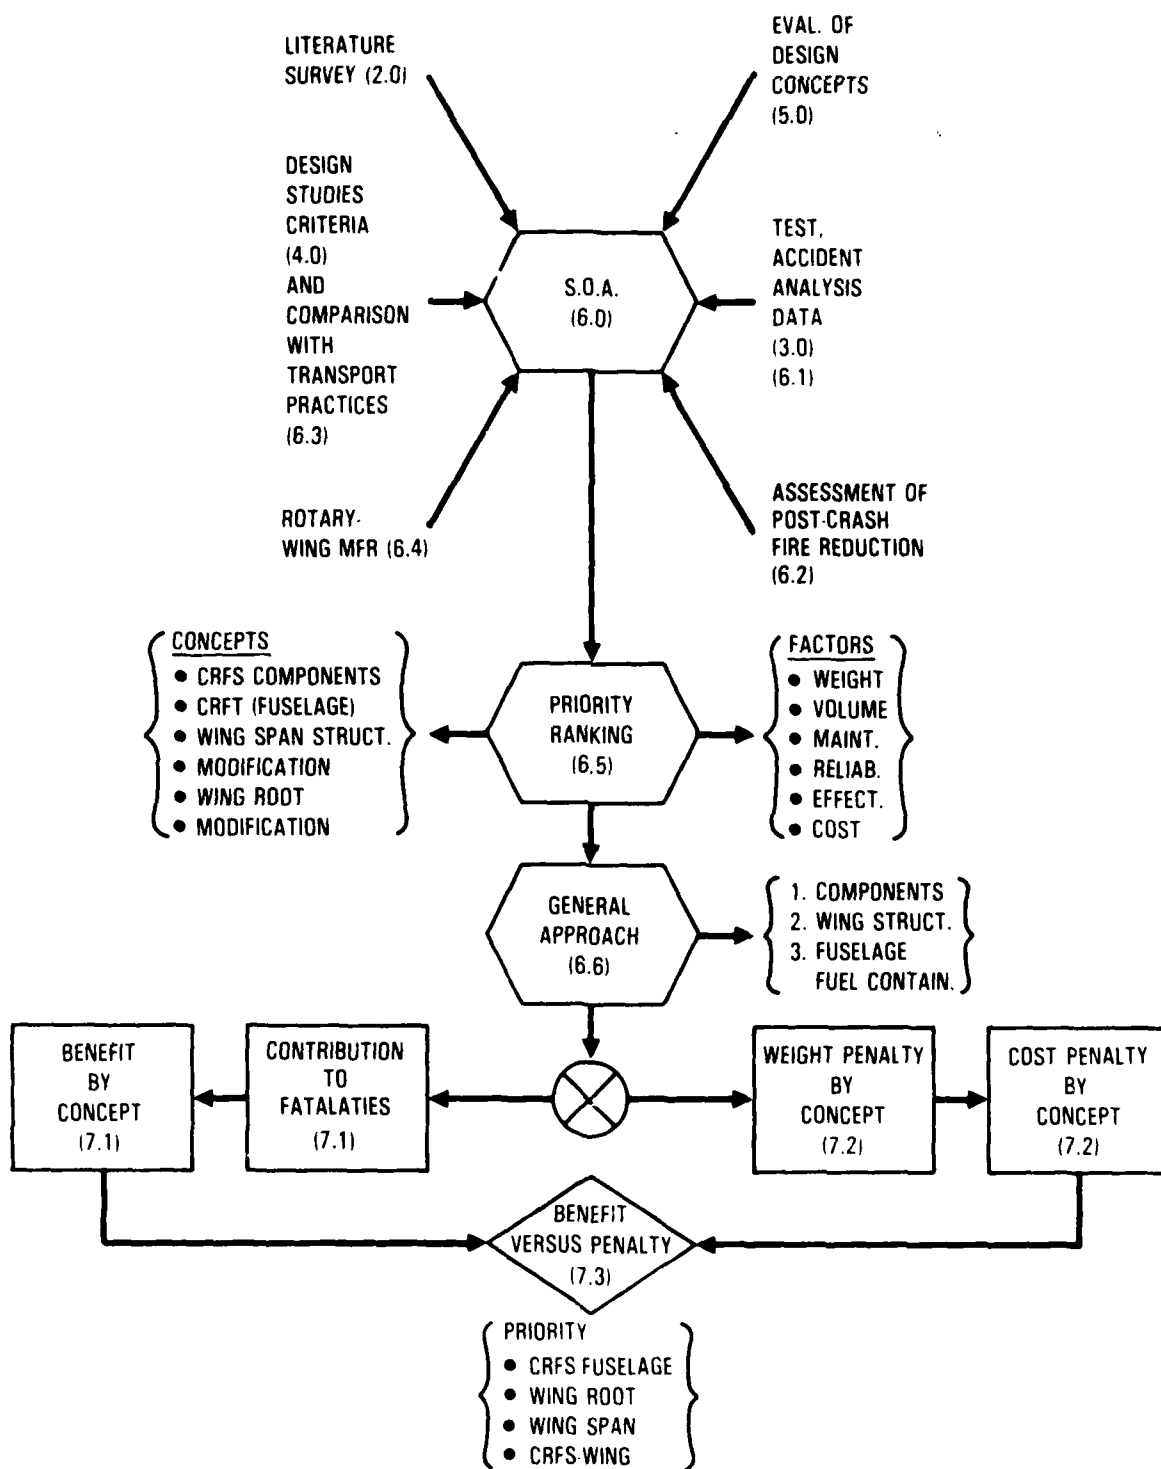 LITERATURE
SURVEY (2.0)
EVAL. OF
DESIGN
CONCEPTS
(5.0)
DESIGN
STUDIES
CRITERIA
(4.0)
AND
COMPARISON
WITH
TRANSPORT
PRACTICES
(6.3)
S.O.A.
(6.0)
TEST,
ACCIDENT
ANALYSIS
DATA
(3.0)
(6.1)
ROTARY-
WING MFR (6.4)
ASSESSMENT OF
POST-CRASH
FIRE REDUCTION
(6.2)
CONCEPTS
● CRFS COMPONENTS
● CRFT (FUSELAGE)
● WING SPAN STRUCT.
● MODIFICATION
● WING ROOT
● MODIFICATION
PRIORITY
RANKING
(6.5)
FACTORS
● WEIGHT
● VOLUME
● MAINT.
● RELIAB.
● EFFECT.
● COST
GENERAL
APPROACH
(6.6)
1. COMPONENTS
2. WING STRUCT.
3. FUSELAGE
FUEL CONTAIN.
BENEFIT
BY
CONCEPT
(7.1)
CONTRIBUTION
TO
FATALATIES
(7.1)
WEIGHT PENALTY
BY
CONCEPT
(7.2)
COST PENALTY
BY
CONCEPT
(7.2)
BENEFIT
VERSUS PENALTY
(7.3)
PRIORITY
● CRFS FUSELAGE
● WING ROOT
● WING SPAN
● CRFS-WING